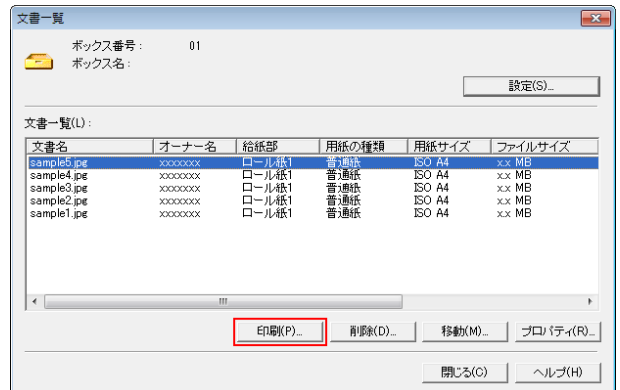 文書一覧
ボックス番号： 01
ボックス名：
設定(S)...
文書一覧(L)：
文書名 オーナー名 給紙部 用紙の種類 用紙サイズ ファイルサイズ
sample5.jpg xxxxxxx ロール紙1 普通紙 ISO A4 x.x MB
sample4.jpg xxxxxxx ロール紙1 普通紙 ISO A4 x.x MB
sample3.jpg xxxxxxx ロール紙1 普通紙 ISO A4 x.x MB
sample2.jpg xxxxxxx ロール紙1 普通紙 ISO A4 x.x MB
sample1.jpg xxxxxxx ロール紙1 普通紙 ISO A4 x.x MB
印刷(P)... 削除(D)... 移動(M)... プロパティ(R)...
閉じる(C) ヘルプ(H)